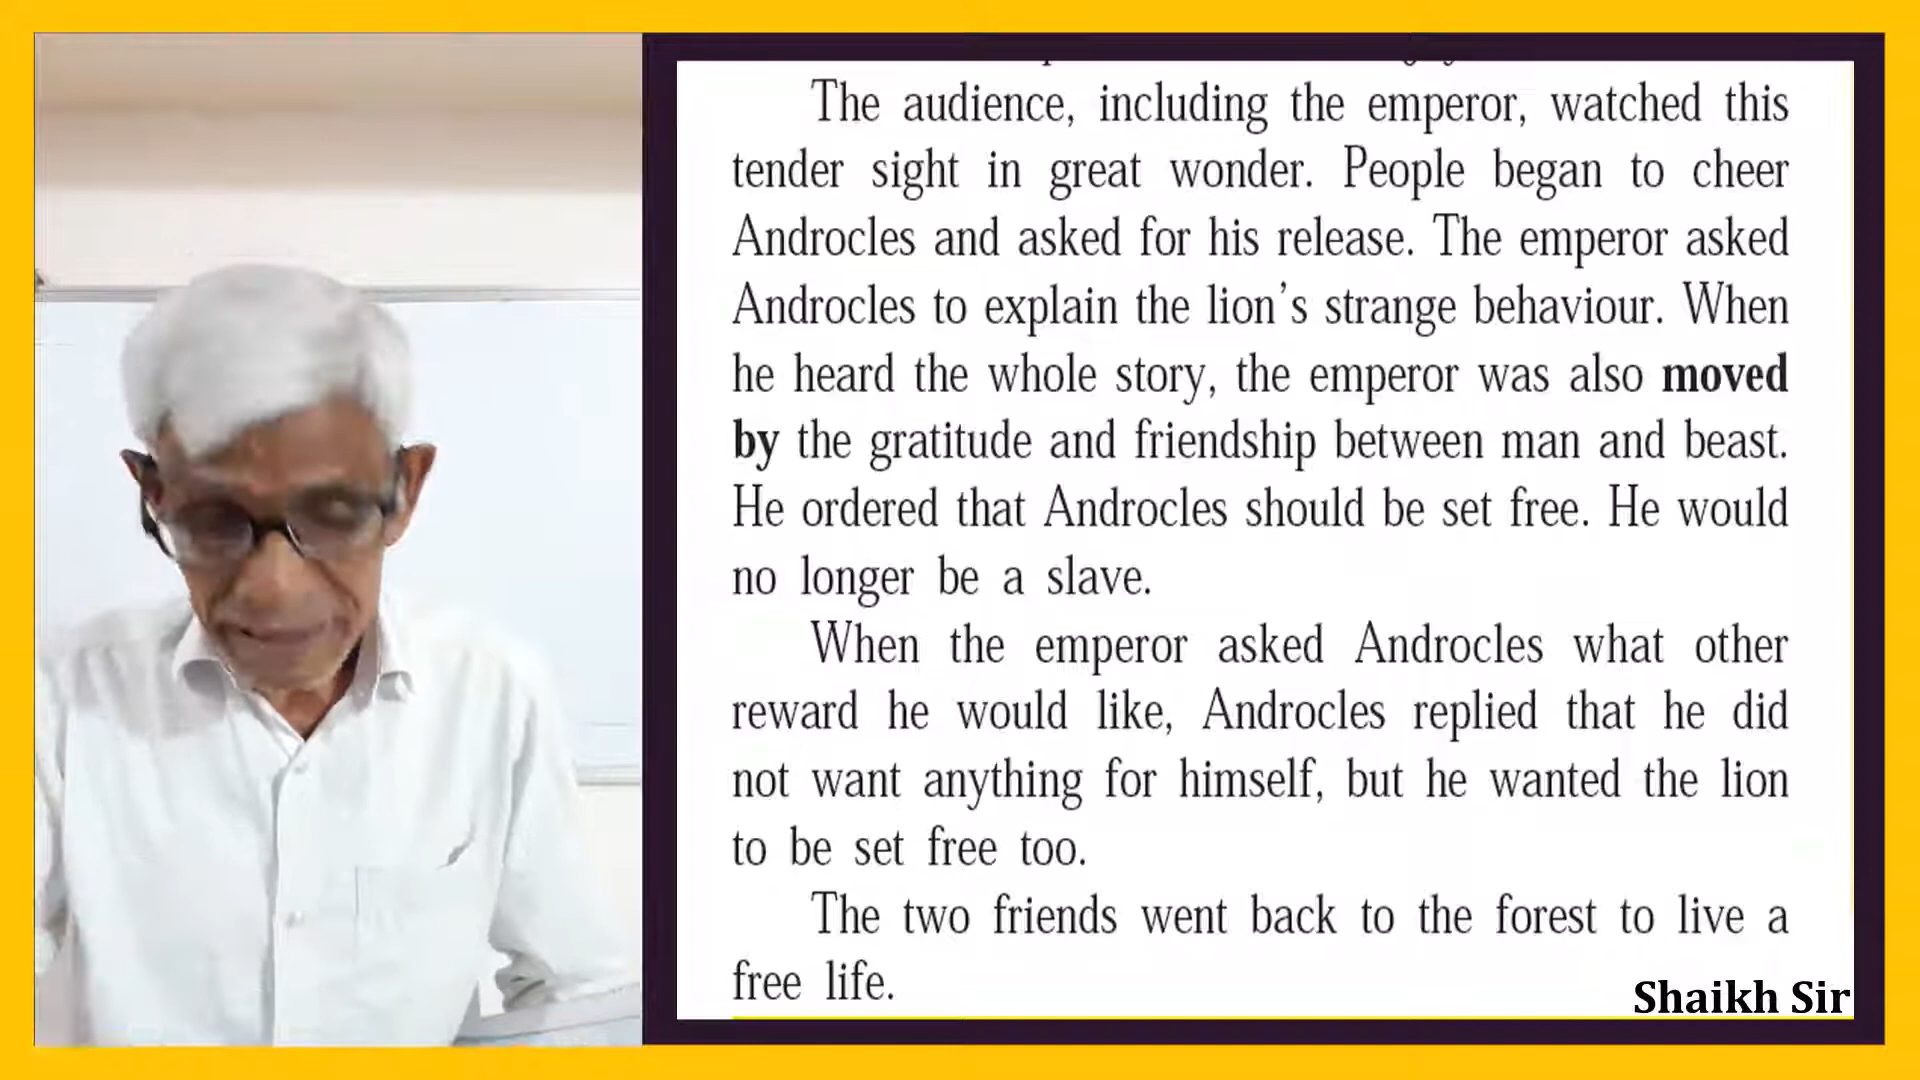 The audience, including the emperor, watched this
tender sight in great wonder. People began to cheer
Androcles and asked for his release. The emperor asked
Androcles to explain the lion’s strange behaviour. When
he heard the whole story, the emperor was also moved
by the gratitude and friendship between man and beast.
He ordered that Androcles should be set free. He would
no longer be a slave.
When the emperor asked Androcles what other
reward he would like, Androcles replied that he did
not want anything for himself, but he wanted the lion
to be set free too.
The two friends went back to the forest to live a
free life.
Shaikh Sir